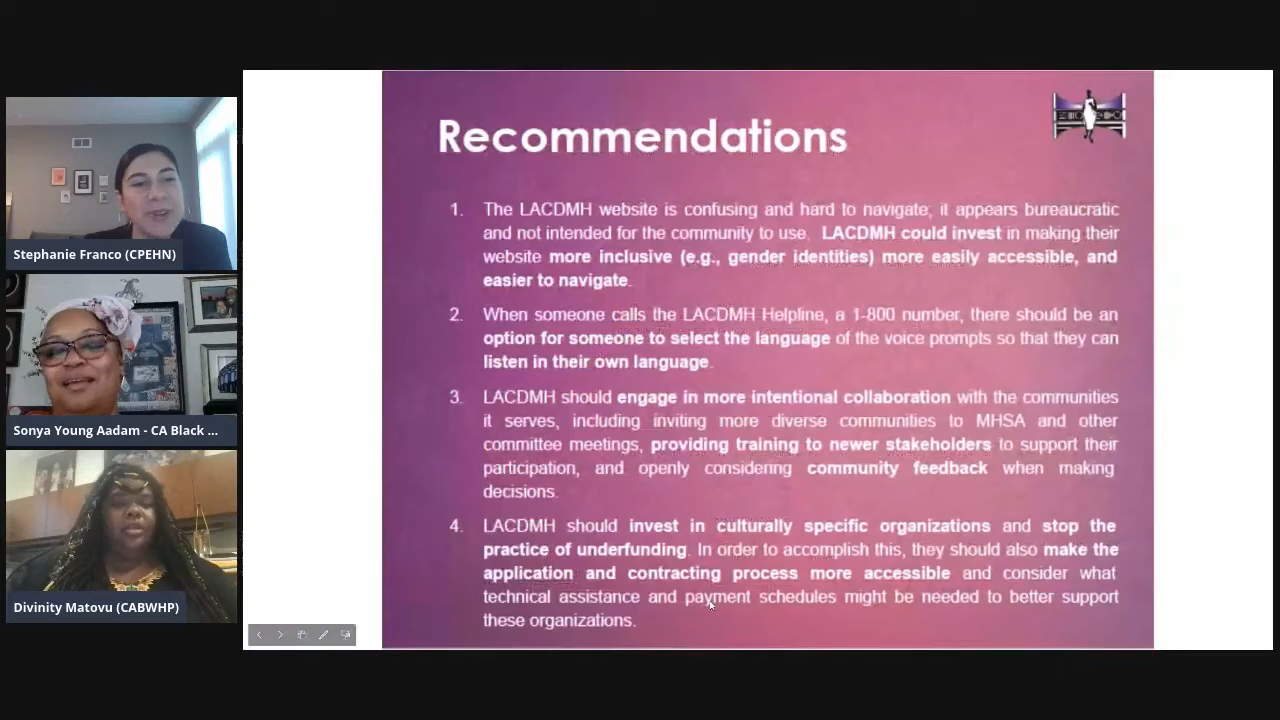 Recommendations
1. The LACDMH website is confusing and hard to navigate; it appears bureaucratic
and not intended for the community to use. LACDMH could invest in making their
website more inclusive (e.g., gender identities) more easily accessible, and
easier to navigate.
2. When someone calls the LACDMH Helpline, a 1-800 number, there should be an
option for someone to select the language of the voice prompts so that they can
listen in their own language.
3. LACDMH should engage in more intentional collaboration with the communities
it serves, including inviting more diverse communities to MHSA and other
committee meetings, providing training to newer stakeholders to support their
participation, and openly considering community feedback when making
decisions.
4. LACDMH should invest in culturally specific organizations and stop the
practice of underfunding. In order to accomplish this, they should also make the
application and contracting process more accessible and consider what
technical assistance and payment schedules might be needed to better support
these organizations.
Stephanie Franco (CPEHN)
Sonya Young Aadam - CA Black ...
Divinity Matovu (CABWHP)